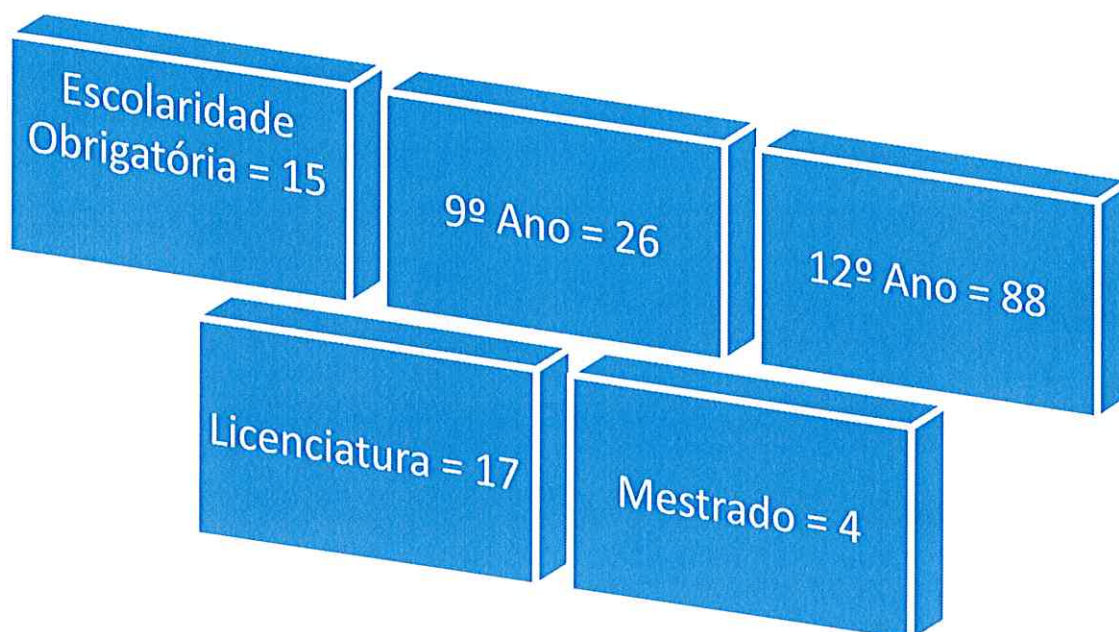 Escolaridade
Obrigatória = 15
9º Ano = 26
12º Ano = 88
Licenciatura = 17
Mestrado = 4